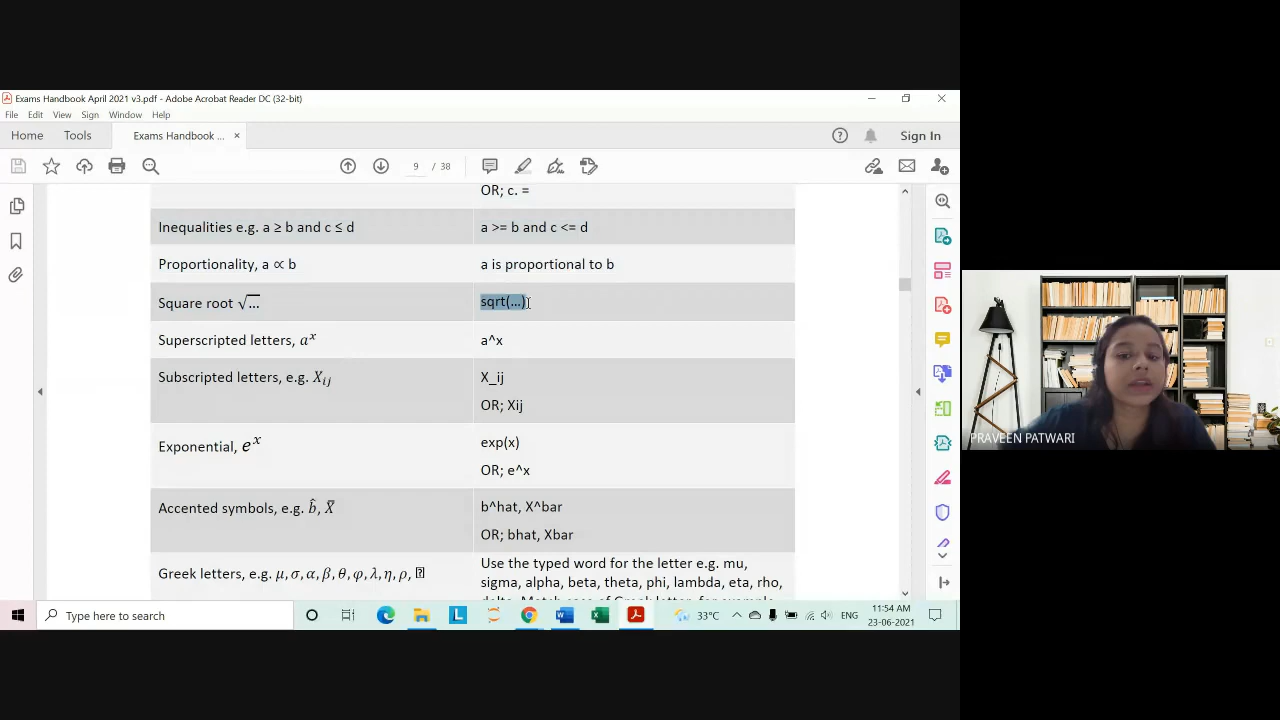 Exams Handbook April 2021 v3.pdf - Adobe Acrobat Reader DC (32-bit)
File Edit View Sign Window Help
Home Tools Exams Handbook ... × Sign In
9 / 38
OR; c. =
Inequalities e.g. a ≥ b and c ≤ d a >= b and c <= d
Proportionality, a ∝ b a is proportional to b
Square root √... sqrt(...)
Superscripted letters, aˣ a^x
Subscripted letters, e.g. Xᵢⱼ X_ij
OR; Xij
Exponential, eˣ exp(x)
OR; e^x
Accented symbols, e.g. b̂, X̄ b^hat, X^bar
OR; bhat, Xbar
Greek letters, e.g. μ, σ, α, β, θ, φ, λ, η, ρ, Use the typed word for the letter e.g. mu,
sigma, alpha, beta, theta, phi, lambda, eta, rho,
PRAVEEN PATWARI
Type here to search
33°C ENG 11:54 AM
23-06-2021